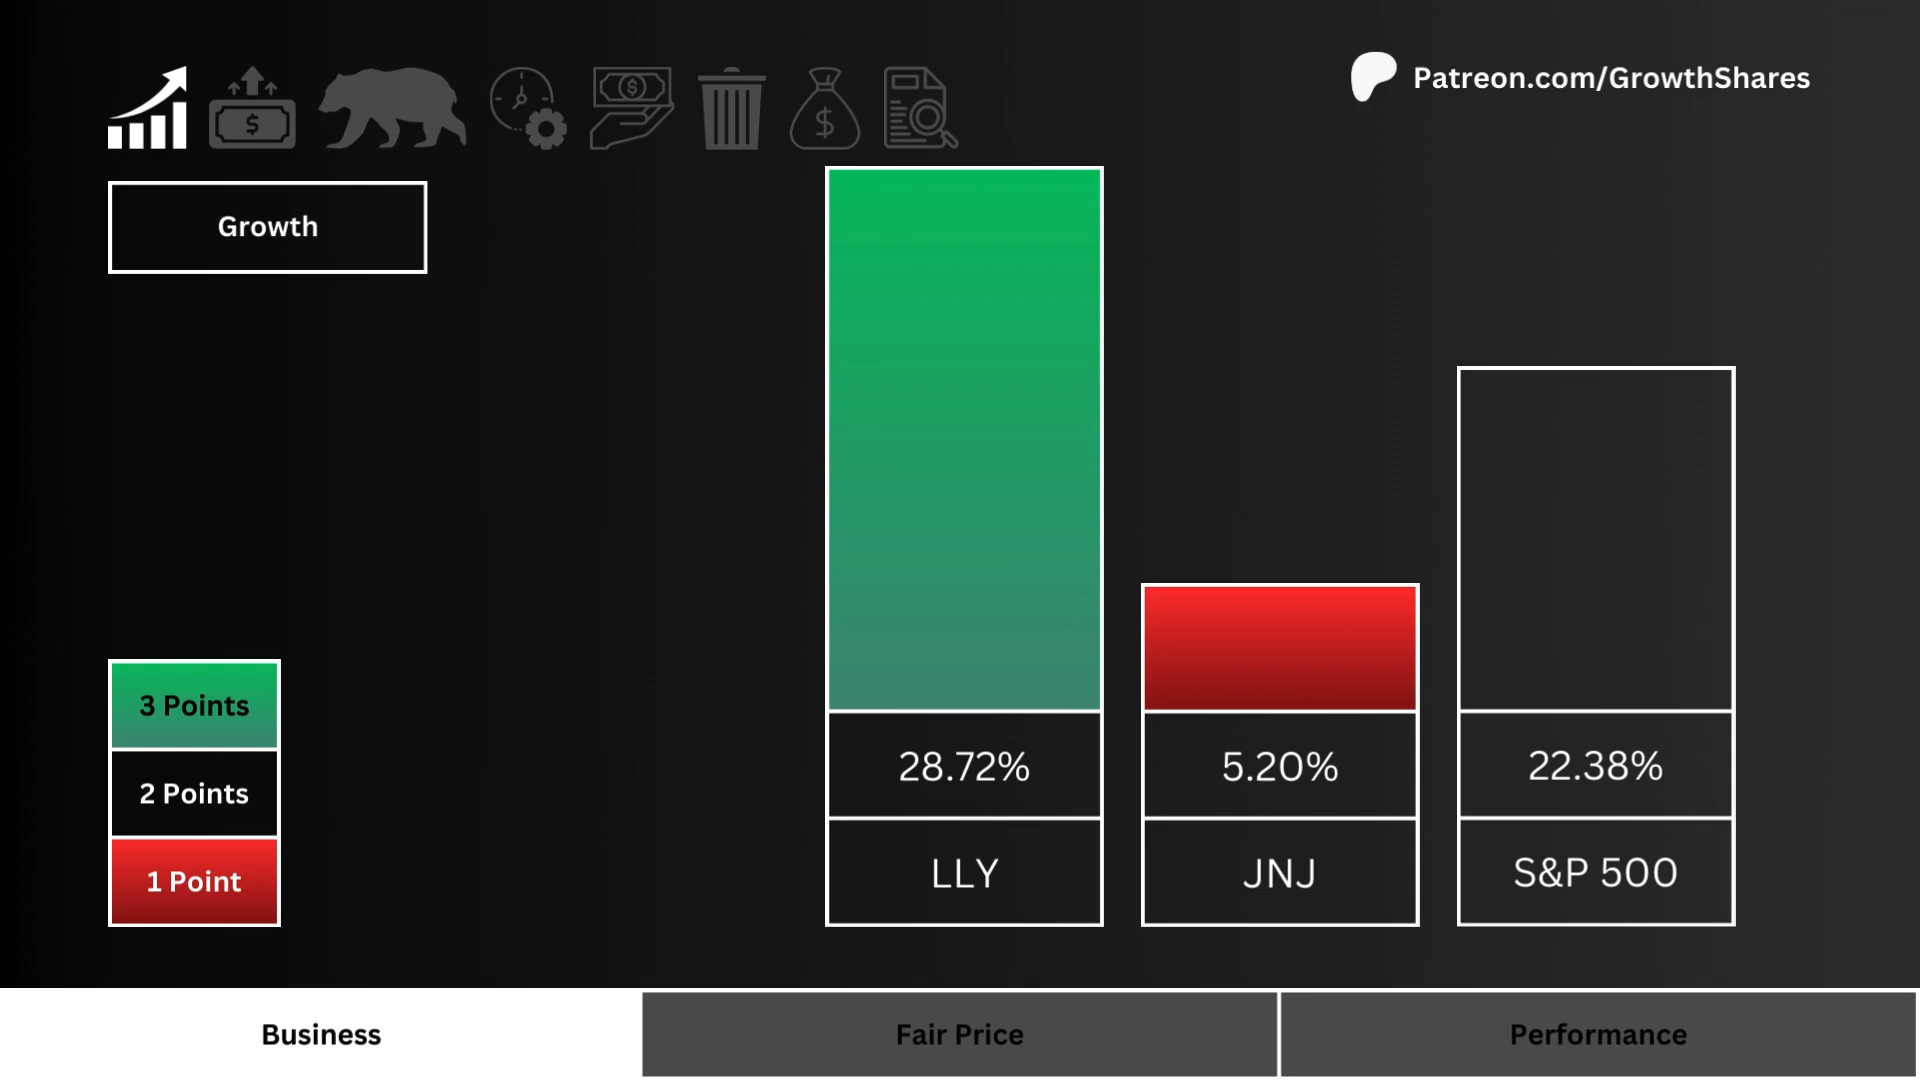 Patreon.com/GrowthShares
Growth
3 Points
2 Points
1 Point
28.72%
5.20%
22.38%
LLY
JNJ
S&P 500
Business
Fair Price
Performance